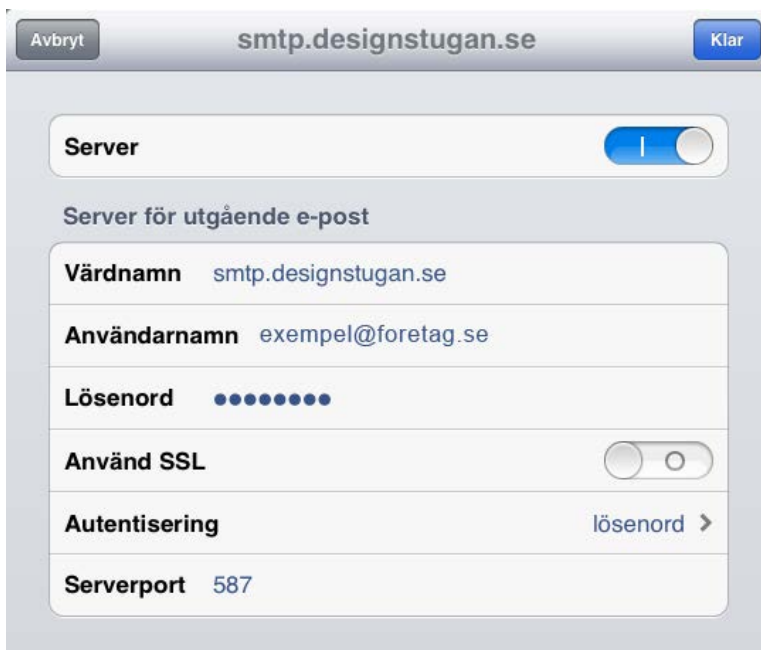 Avbryt smtp.designstugan.se Klar
Server
Server för utgående e-post
Värdnamn smtp.designstugan.se
Användarnamn exempel@foretag.se
Lösenord ●●●●●●●●
Använd SSL
Autentisering lösenord
Serverport 587